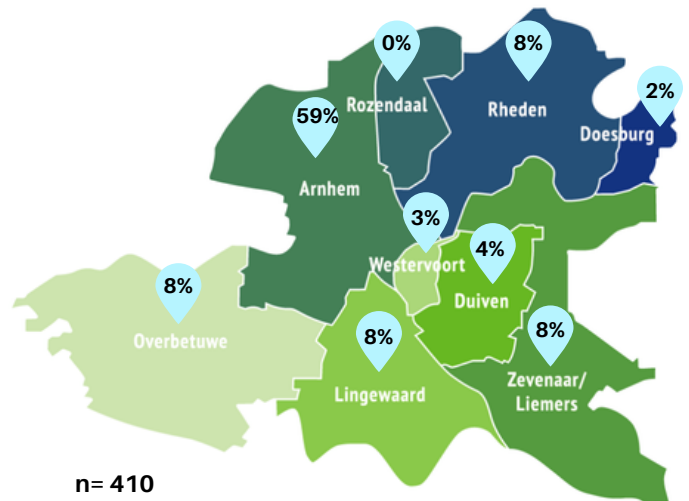 0%
8%
Rozendaal
Rheden
2%
59%
Doesburg
Arnhem
3%
Westervoort
4%
Duiven
8%
Overbetuwe
8%
Lingewaard
8%
Zevenaar/
Liemers
n= 410